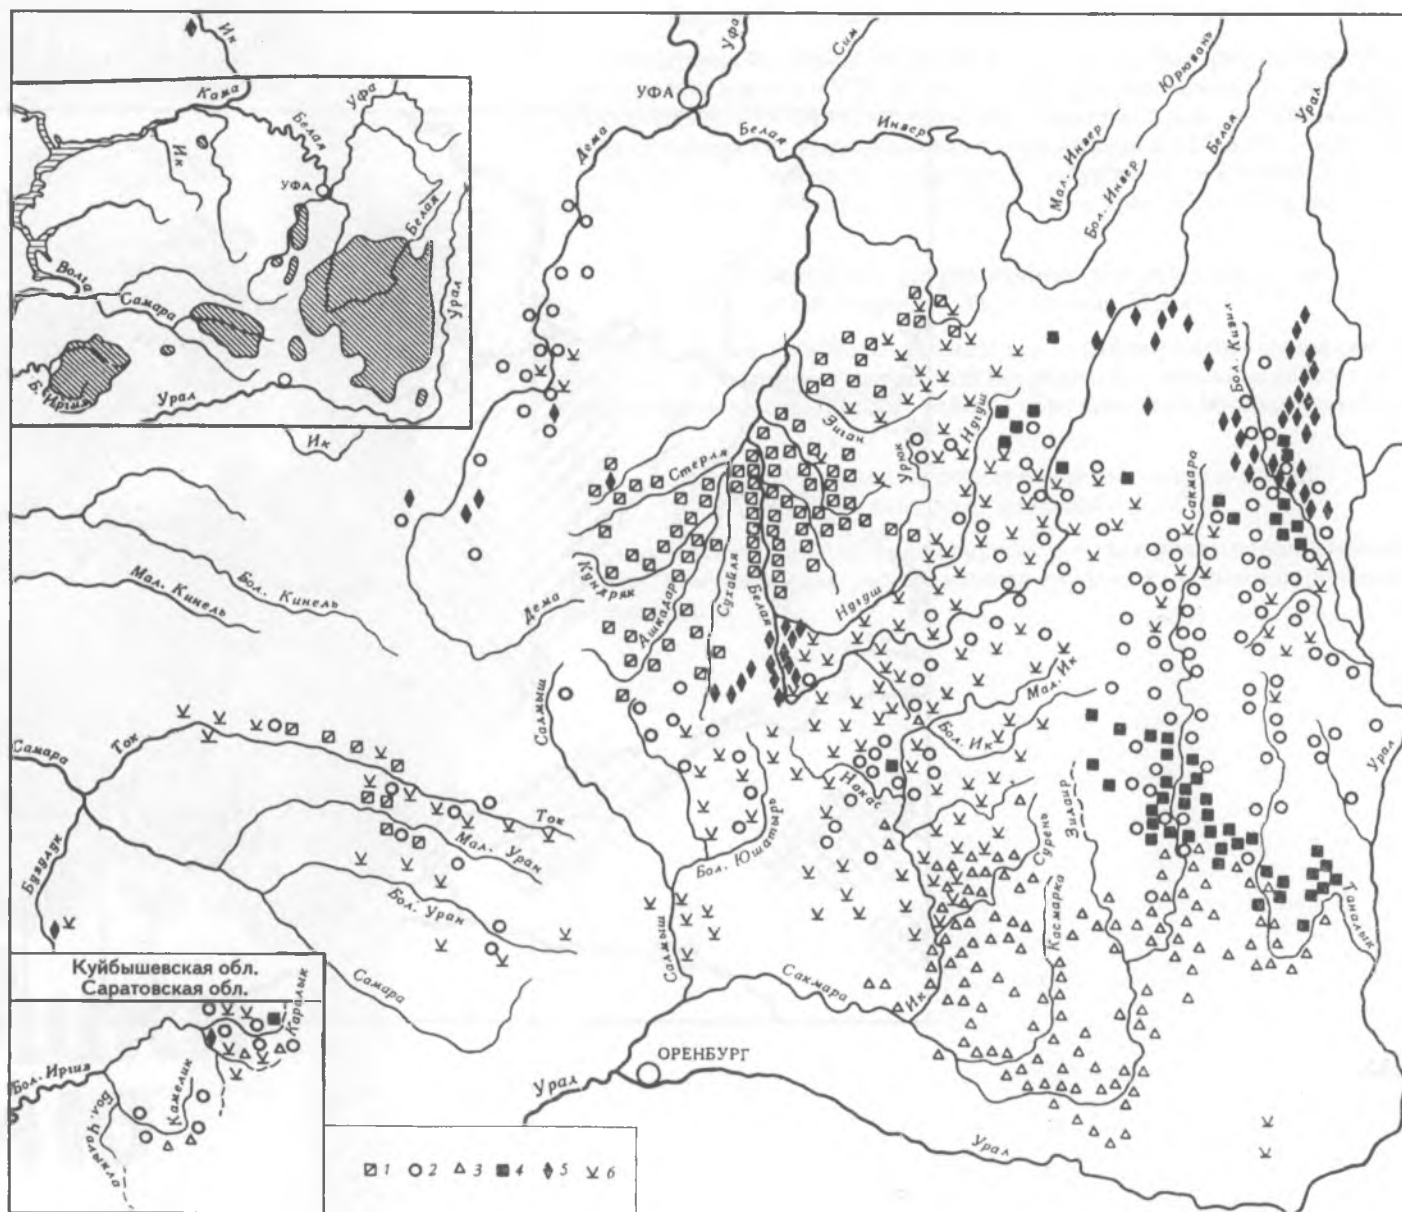 Ик
Кама
Уфа
Белая
Ик
УФА
Белая
Волга
Самара
Урал
Б. Иргиз
Урал
Ик
Уфа
УФА
Сим
Юрюзань
Урал
Дема
Белая
Инзер
Мал. Инзер
Бол. Инзер
Белая
Бол. Кизил
Зиган
Стерля
Урюк
Нугуш
Сакмара
Кундряк
Ашкадар
Сухайля
Белая
Нугуш
Мал. Кинель
Бол. Кинель
Дема
Салмыш
Мал. Ик
Бол. Ик
Самара
Ток
Ток
Накас
Зилаир
Сурень
Урал
Бузулук
Мал. Уран
Бол. Юшатырь
Бол. Уран
Касмарка
Таналык
Салмыш
Самара
Сакмара
Ик
Куйбышевская обл.
Саратовская обл.
Каралык
Бол. Иргиз
Камелик
Бол. Чалыкла
ОРЕНБУРГ
Урал
Урал
1 2 3 4 5 6